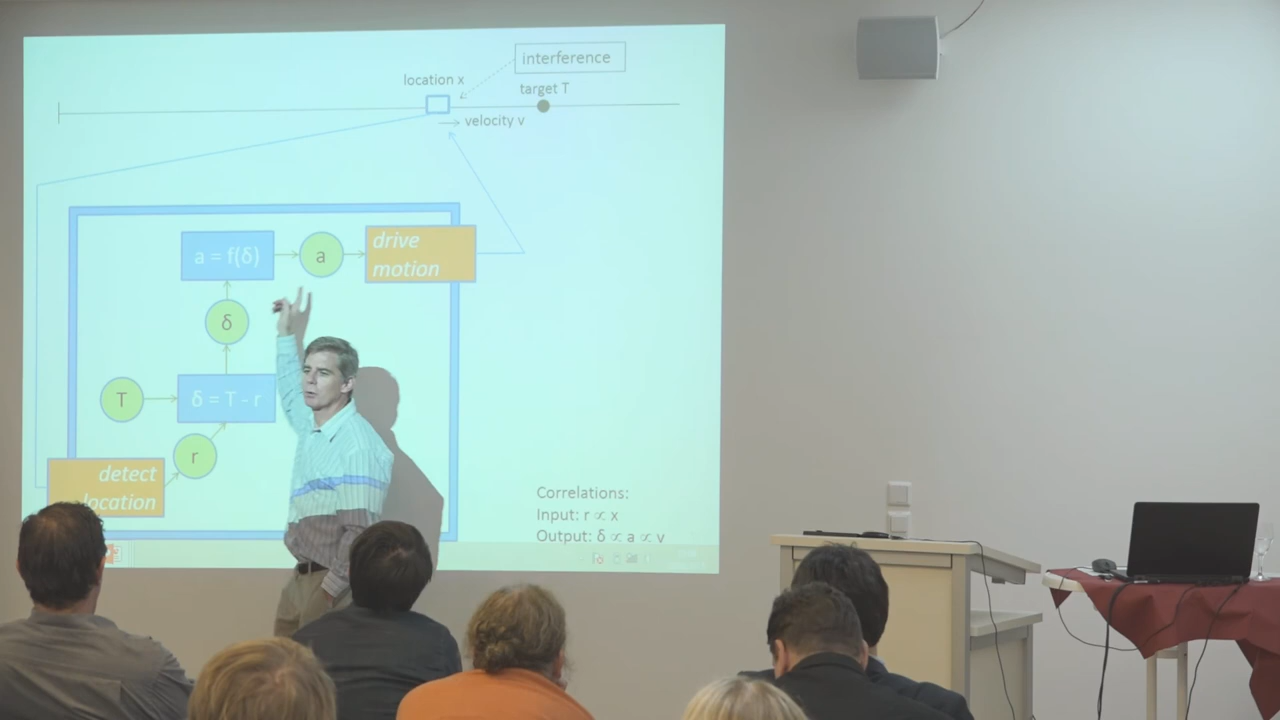 interference
location x
target T
velocity v
a = f(δ)
a
drive
motion
δ
T
δ = T - r
r
detect
location
Correlations:
Input: r ∝ x
Output: δ ∝ a ∝ v